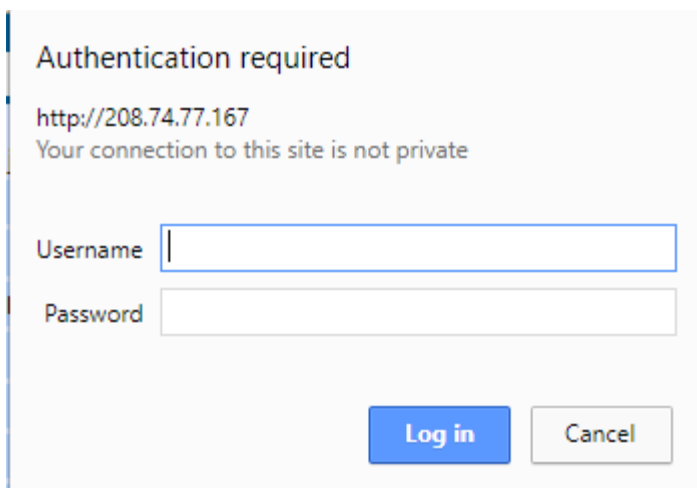 Authentication required
http://208.74.77.167
Your connection to this site is not private
Username
Password
Log in Cancel